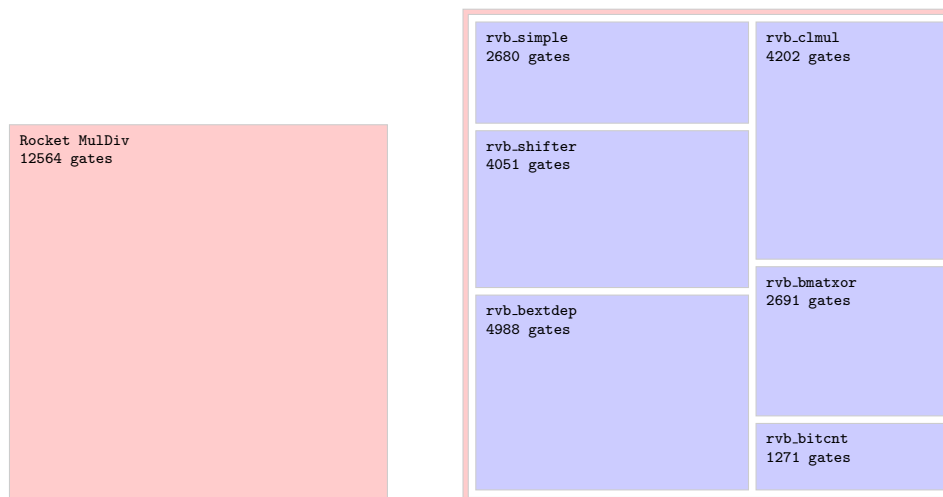 Rocket MulDiv
12564 gates
rvb_simple
2680 gates
rvb_shifter
4051 gates
rvb_bextdep
4988 gates
rvb_clmul
4202 gates
rvb_bmatxor
2691 gates
rvb_bitcnt
1271 gates